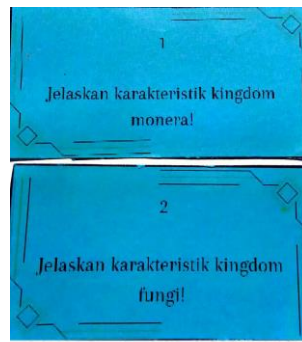 1
Jelaskan karakteristik kingdom
monera!
2
Jelaskan karakteristik kingdom
fungi!